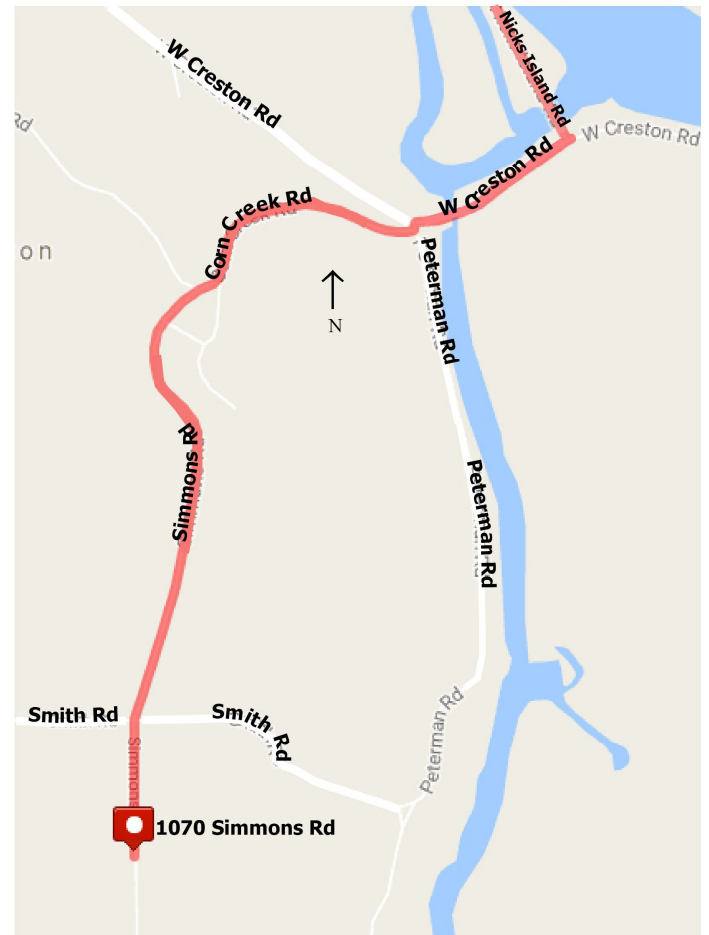 Nicks Island Rd
W Creston Rd
W Creston Rd
W Creston Rd
Rd
Corn Creek Rd
on
Peterman Rd
N
Simmons R
Peterman Rd
Peterman Rd
Smith Rd
Smith Rd
Simmons
1070 Simmons Rd